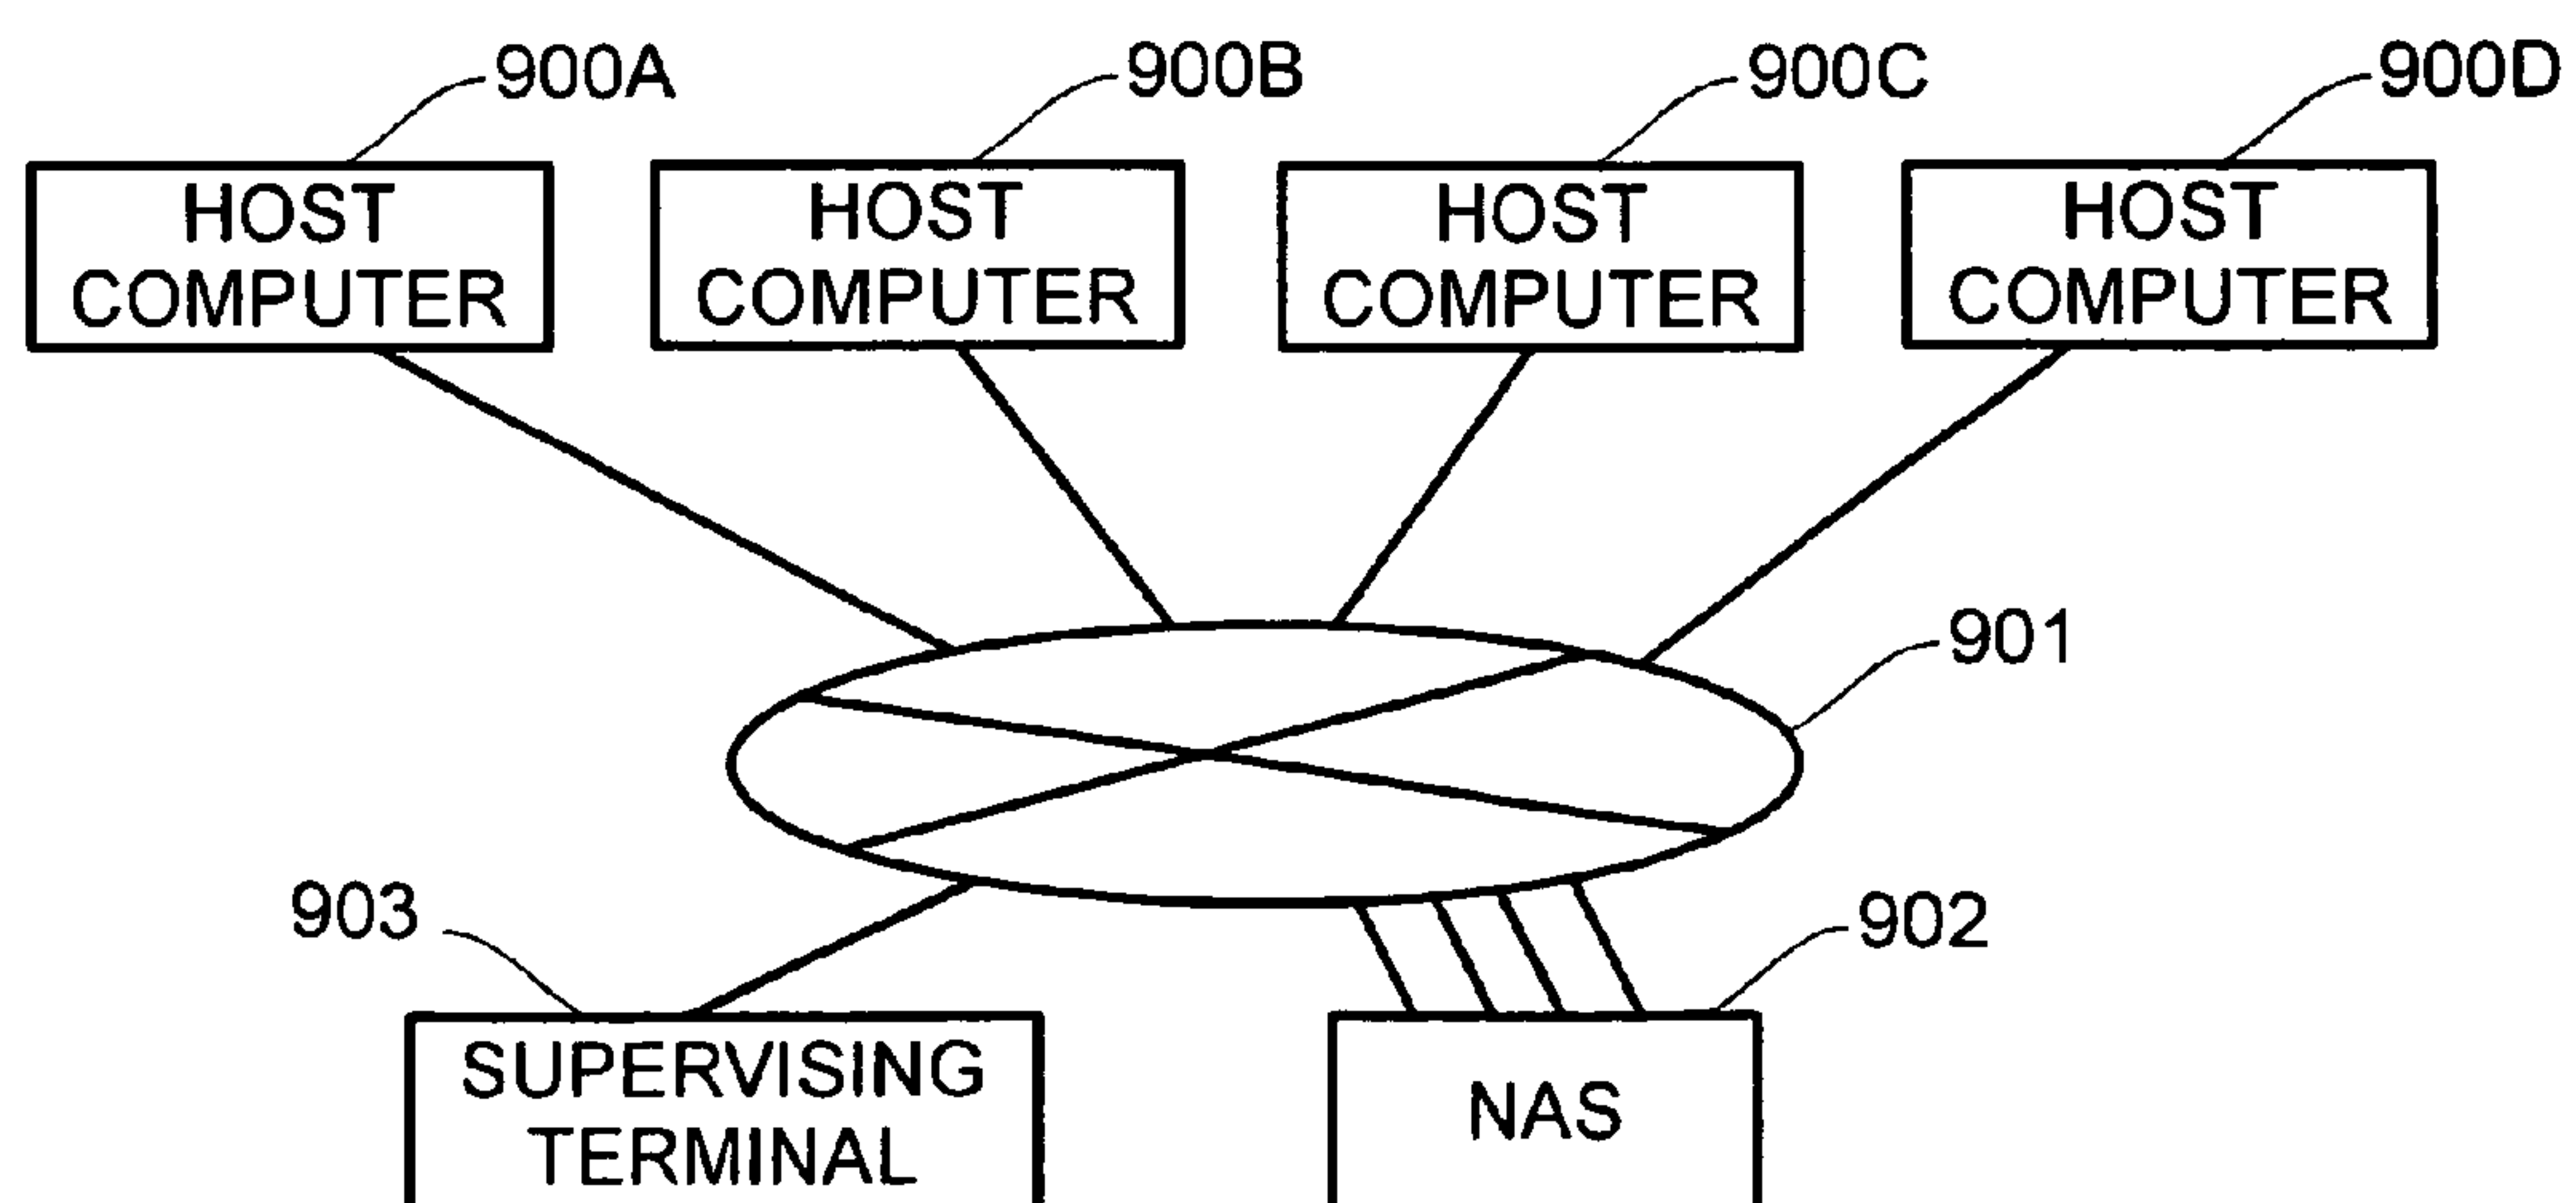 900A
900B
900C
900D
HOST
COMPUTER
HOST
COMPUTER
HOST
COMPUTER
HOST
COMPUTER
901
903
902
SUPERVISING
TERMINAL
NAS